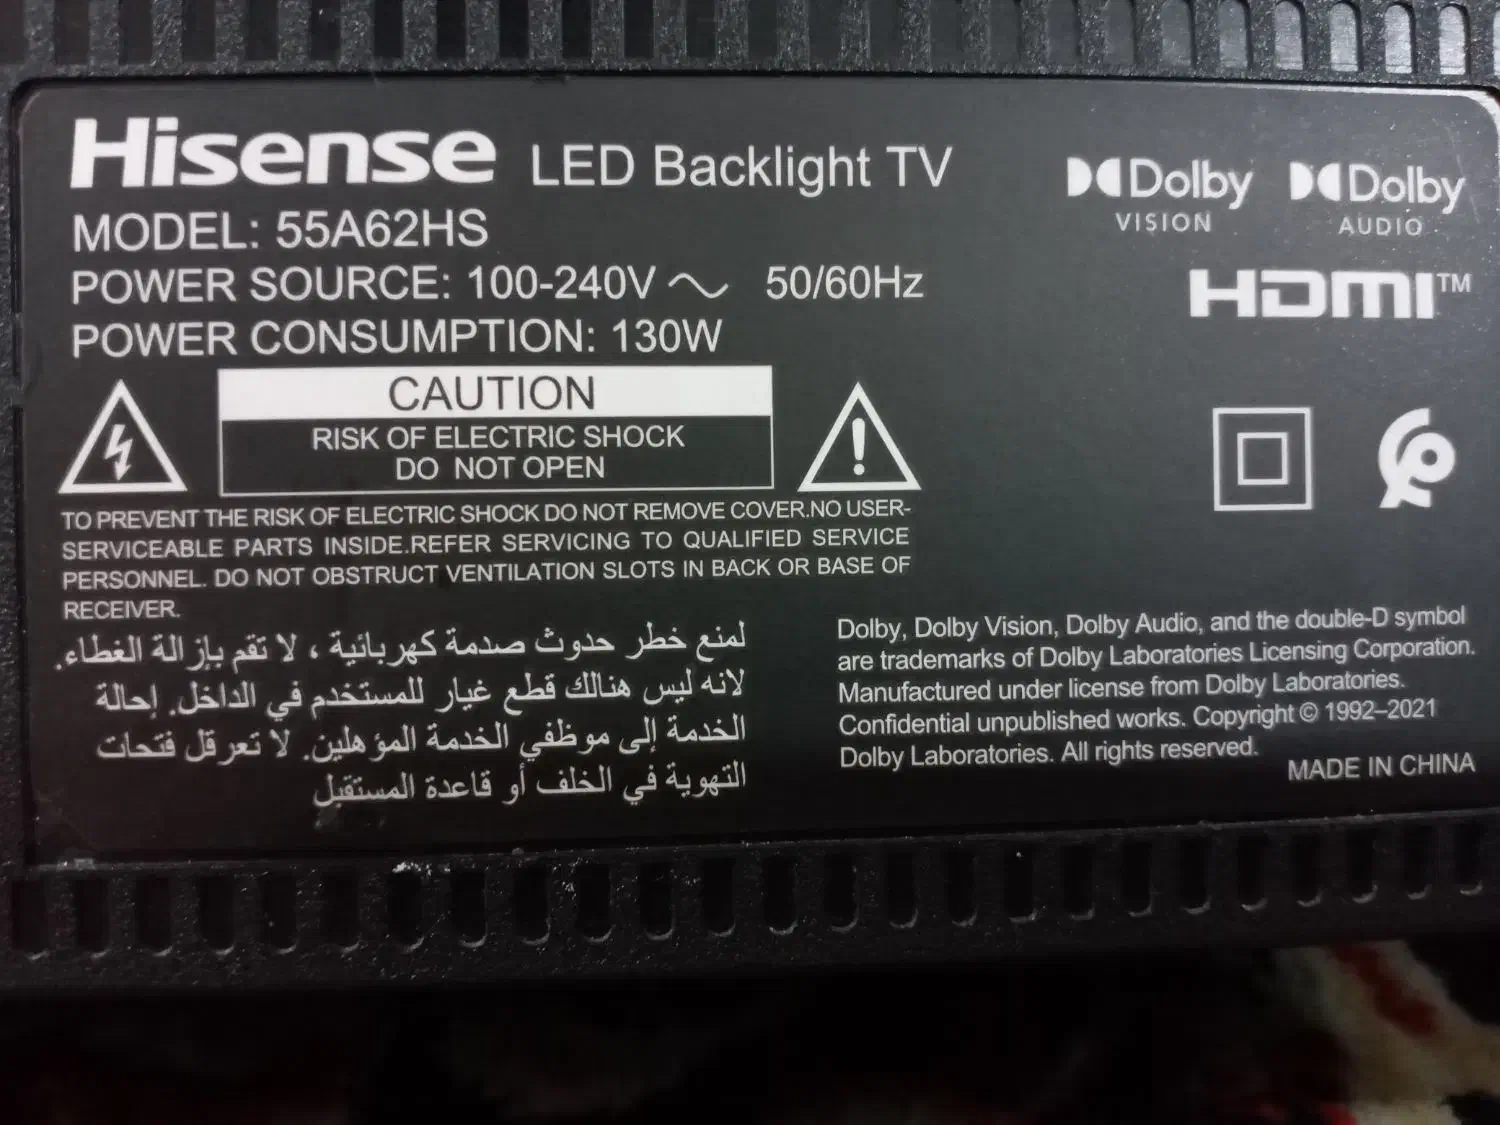 Hisense LED Backlight TV
MODEL: 55A62HS
POWER SOURCE: 100-240V ~ 50/60Hz
POWER CONSUMPTION: 130W
Dolby VISION
Dolby AUDIO
HDMI™
CAUTION
RISK OF ELECTRIC SHOCK
DO NOT OPEN
TO PREVENT THE RISK OF ELECTRIC SHOCK DO NOT REMOVE COVER.NO USER-
SERVICEABLE PARTS INSIDE.REFER SERVICING TO QUALIFIED SERVICE
PERSONNEL. DO NOT OBSTRUCT VENTILATION SLOTS IN BACK OR BASE OF
RECEIVER.
لمنع خطر حدوث صدمة كهربائية ، لا تقم بإزالة الغطاء.
لانه ليس هنالك قطع غيار للمستخدم في الداخل. إحالة
الخدمة إلى موظفي الخدمة المؤهلين. لا تعرقل فتحات
التهوية في الخلف أو قاعدة المستقبل
Dolby, Dolby Vision, Dolby Audio, and the double-D symbol
are trademarks of Dolby Laboratories Licensing Corporation.
Manufactured under license from Dolby Laboratories.
Confidential unpublished works. Copyright © 1992–2021
Dolby Laboratories. All rights reserved.
MADE IN CHINA